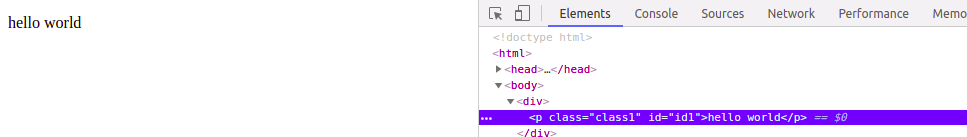 hello world
Elements Console Sources Network Performance Memo
<!doctype html>
<html>
<head>…</head>
<body>
<div>
… <p class="class1" id="id1">hello world</p> == $0
</div>